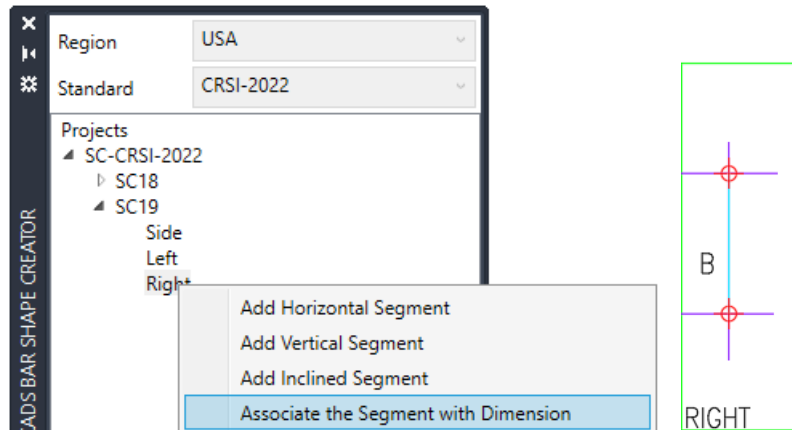 Region
USA
Standard
CRSI-2022
Projects
SC-CRSI-2022
SC18
SC19
Side
Left
Right
Add Horizontal Segment
Add Vertical Segment
Add Inclined Segment
Associate the Segment with Dimension
CADS BAR SHAPE CREATOR
B
RIGHT